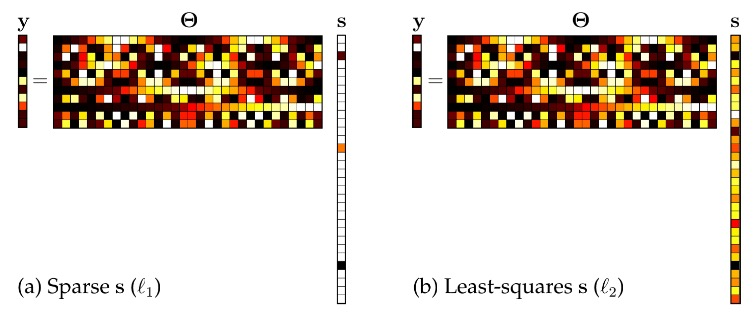 y Θ s
=
(a) Sparse s (ℓ₁)
y Θ s
=
(b) Least-squares s (ℓ₂)